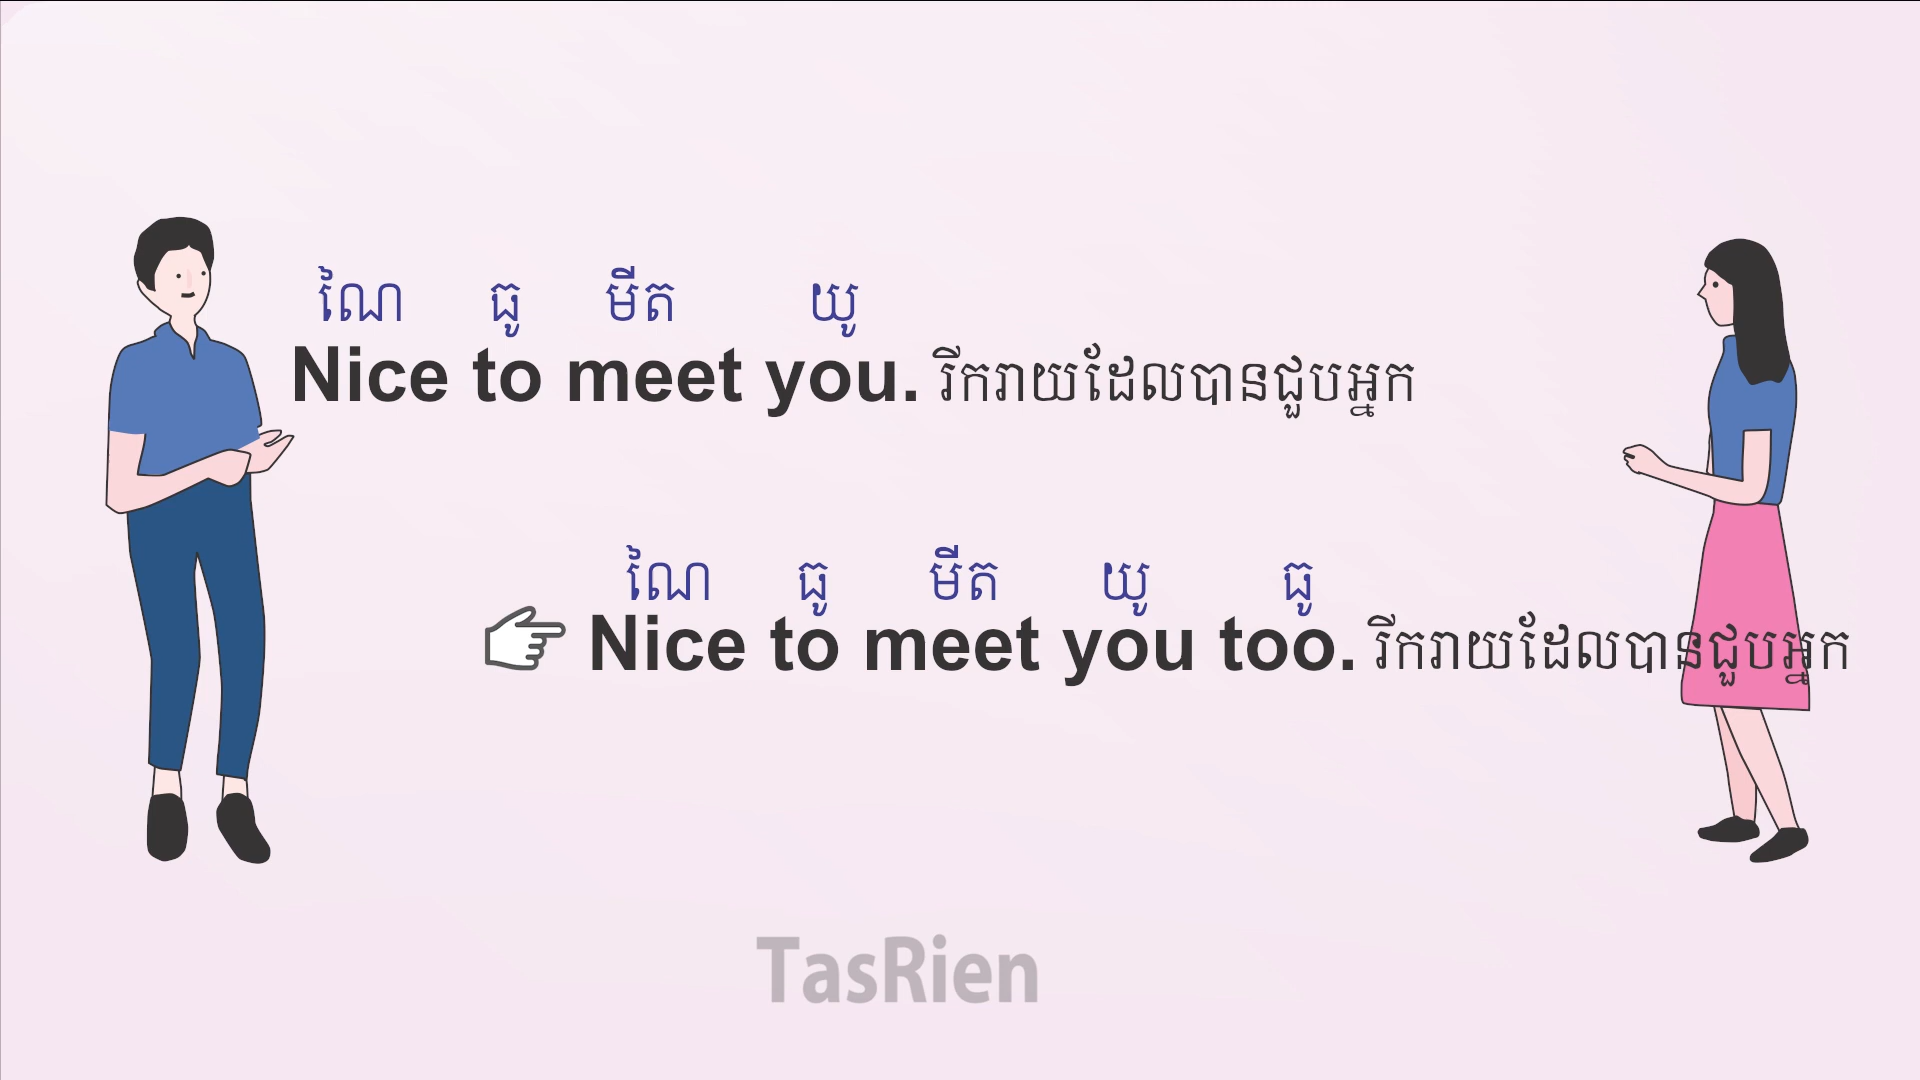 ណៃ ធូ មីត យូ
Nice to meet you. រីករាយដែលបានជួបអ្នក
ណៃ ធូ មីត យូ ធូ
Nice to meet you too. រីករាយដែលបានជួបអ្នក
TasRien